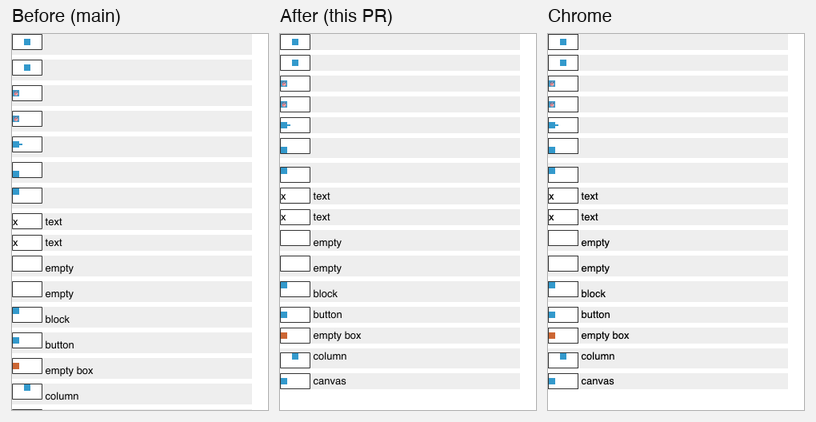 Before (main)
x text
x text
empty
empty
block
button
empty box
column
After (this PR)
x text
x text
empty
empty
block
button
empty box
column
canvas
Chrome
x text
x text
empty
empty
block
button
empty box
column
canvas